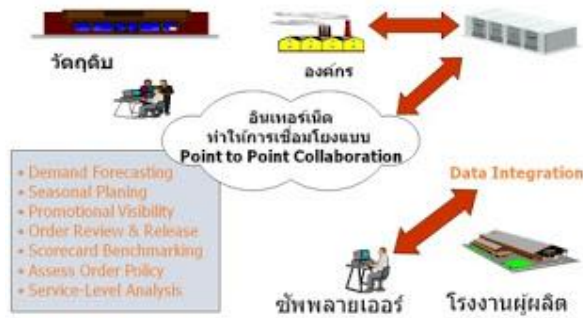 วัตถุดิบ
องค์กร
อินเทอร์เน็ต
ทำให้การเชื่อมโยงแบบ
Point to Point Collaboration
• Demand Forecasting
• Seasonal Planing
• Promotional Visibility
• Order Review & Release
• Scorecard Benchmarking
• Assess Order Policy
• Service-Level Analysis
Data Integration
ซัพพลายเออร์
โรงงานผู้ผลิต